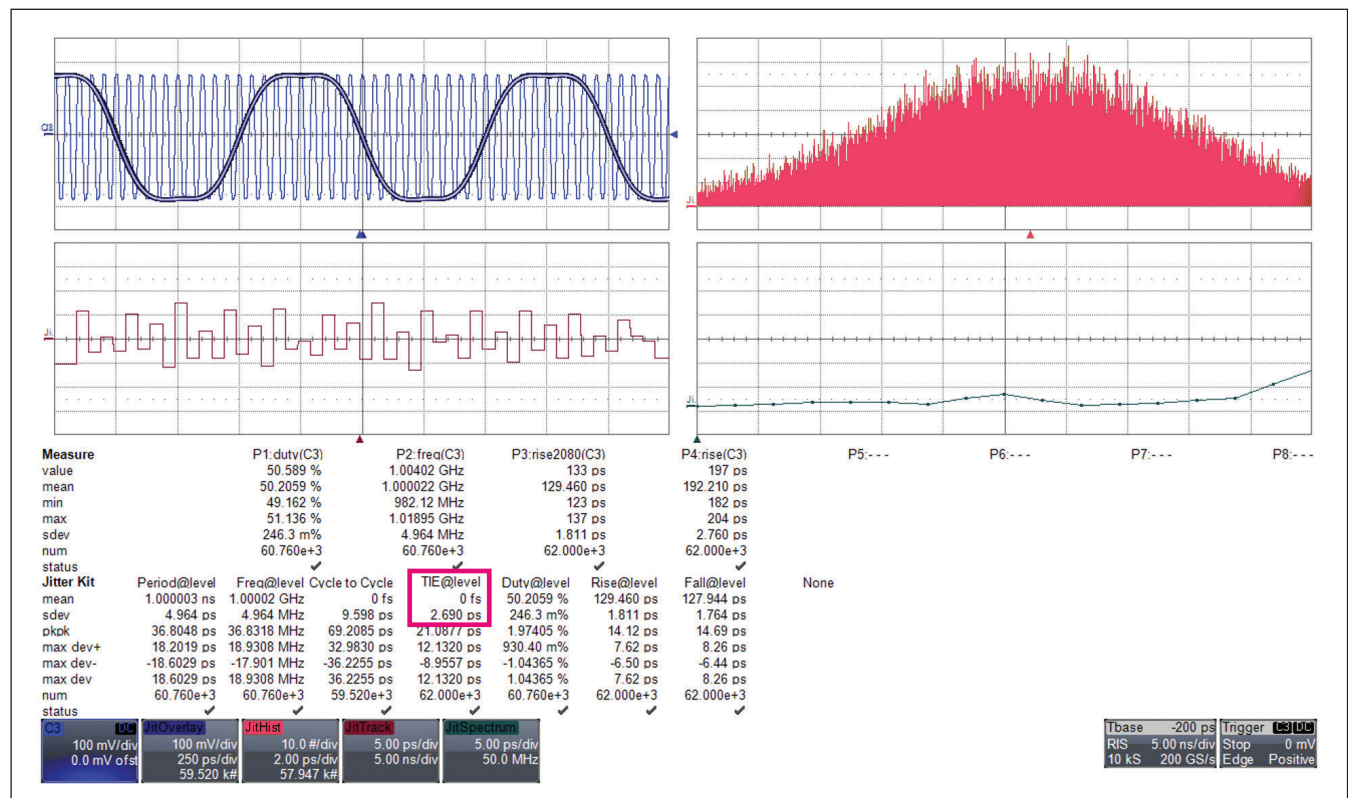 C3
Ji.
Ji.
Ji.
Measure P1:duty(C3) P2:freq(C3) P3:rise2080(C3) P4:rise(C3) P5:- - - P6:- - - P7:- - - P8:- - -
value 50.589 % 1.00402 GHz 133 ps 197 ps
mean 50.2059 % 1.000022 GHz 129.460 ps 192.210 ps
min 49.162 % 982.12 MHz 123 ps 182 ps
max 51.136 % 1.01895 GHz 137 ps 204 ps
sdev 246.3 m% 4.964 MHz 1.811 ps 2.760 ps
num 60.760e+3 60.760e+3 62.000e+3 62.000e+3
status
Jitter Kit Period@level Freq@level Cycle to Cycle TIE@level Duty@level Rise@level Fall@level None
mean 1.000003 ns 1.00002 GHz 0 fs 0 fs 50.2059 % 129.460 ps 127.944 ps
sdev 4.964 ps 4.964 MHz 9.598 ps 2.690 ps 246.3 m% 1.811 ps 1.764 ps
pkpk 36.8048 ps 36.8318 MHz 69.2085 ps 21.0877 ps 1.97405 % 14.12 ps 14.69 ps
max dev+ 18.2019 ps 18.9308 MHz 32.9830 ps 12.1320 ps 930.40 m% 7.62 ps 8.26 ps
max dev- -18.6029 ps -17.901 MHz -36.2255 ps -8.9557 ps -1.04365 % -6.50 ps -6.44 ps
max dev 18.6029 ps 18.9308 MHz 36.2255 ps 12.1320 ps 1.04365 % 7.62 ps 8.26 ps
num 60.760e+3 60.760e+3 59.520e+3 62.000e+3 60.760e+3 62.000e+3 62.000e+3
status
C3 DC JitOverlay JitHist JitTrack JitSpectrum Tbase -200 ps Trigger C3 DC
100 mV/div 100 mV/div 10.0 #/div 5.00 ps/div 5.00 ps/div RIS 5.00 ns/div Stop 0 mV
0.0 mV ofst 250 ps/div 2.00 ps/div 5.00 ns/div 50.0 MHz 10 kS 200 GS/s Edge Positive
59.520 k# 57.947 k#